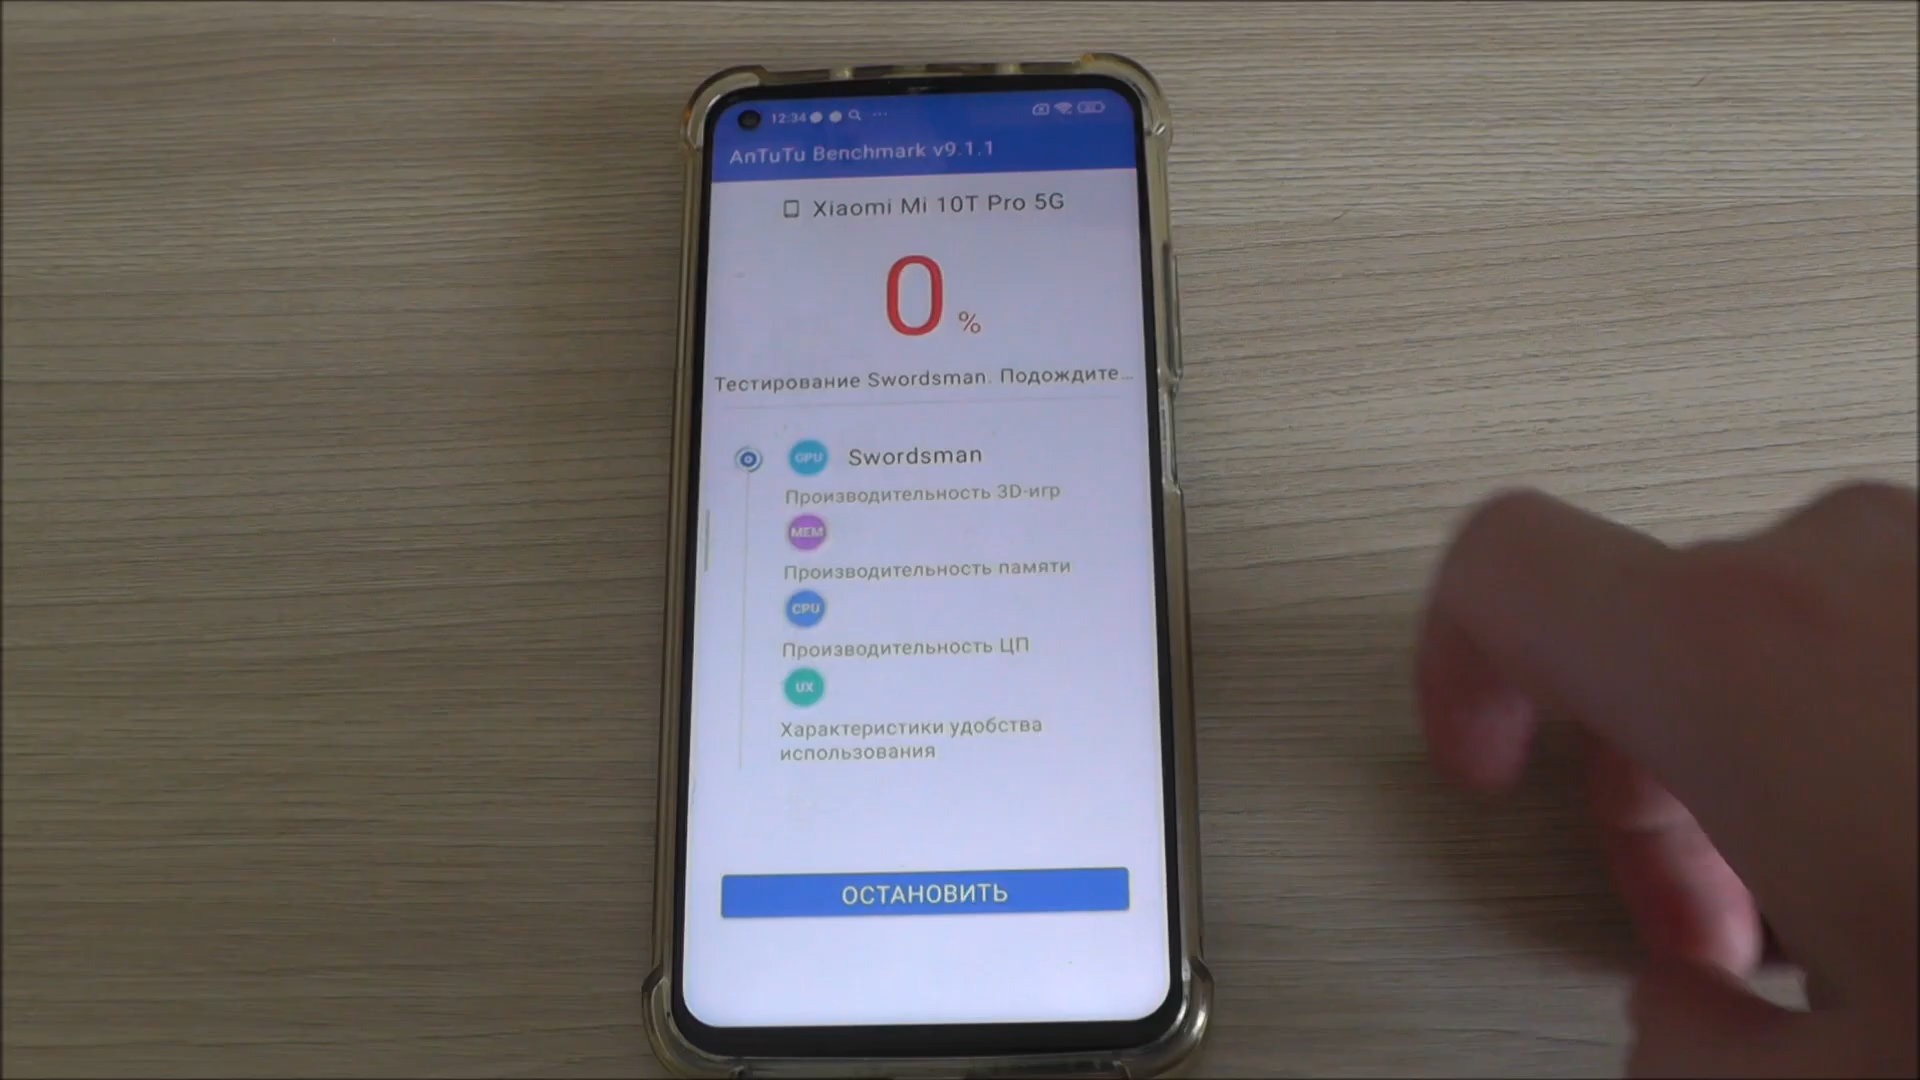 12:34
AnTuTu Benchmark v9.1.1
Xiaomi Mi 10T Pro 5G
0 %
Тестирование Swordsman. Подождите...
GPU Swordsman
Производительность 3D-игр
MEM
Производительность памяти
CPU
Производительность ЦП
UX
Характеристики удобства
использования
ОСТАНОВИТЬ